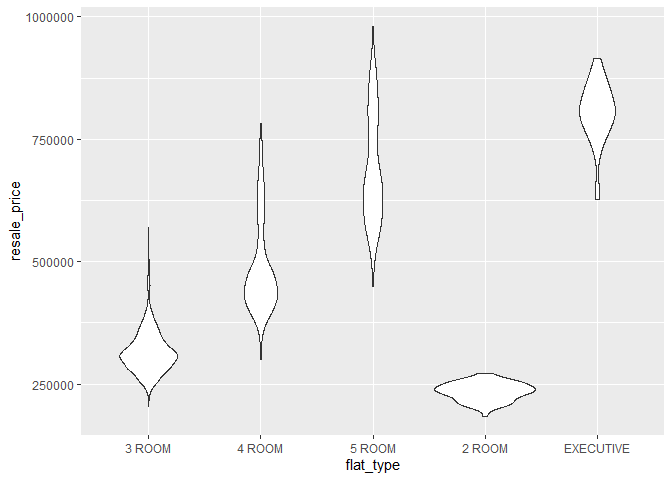 1000000
750000
500000
250000
resale_price
3 ROOM 4 ROOM 5 ROOM 2 ROOM EXECUTIVE
flat_type